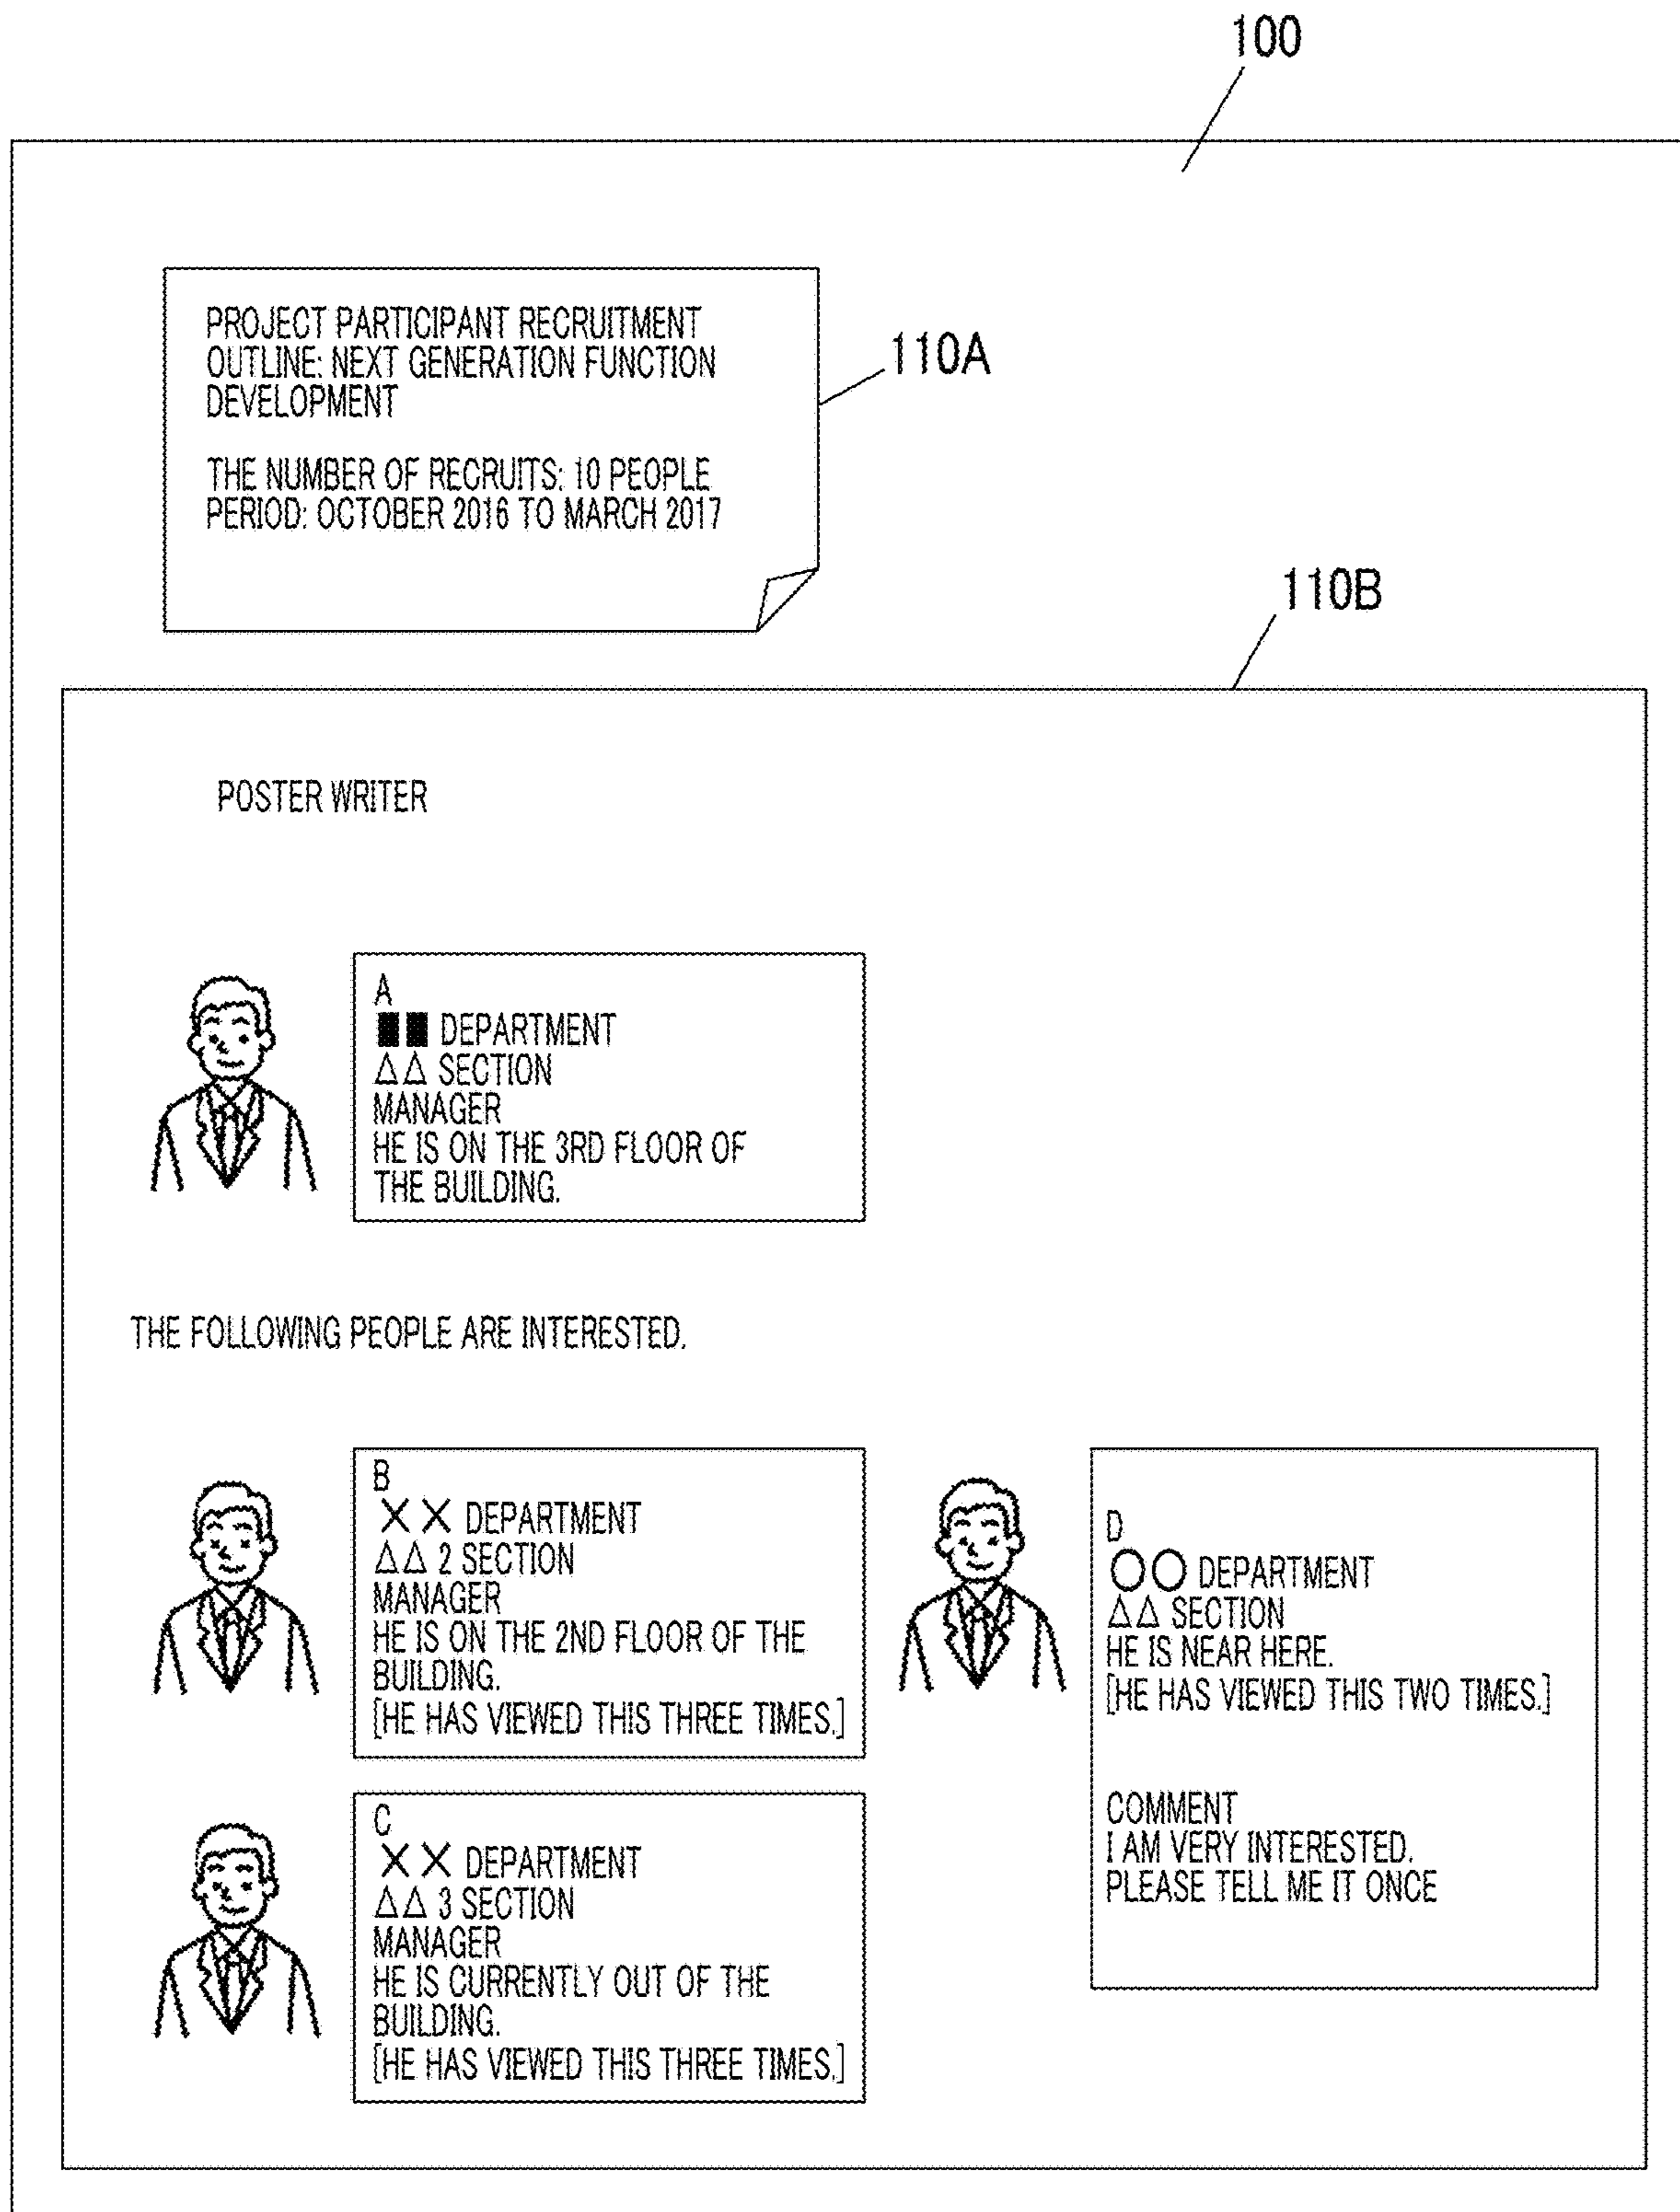 100
PROJECT PARTICIPANT RECRUITMENT
OUTLINE: NEXT GENERATION FUNCTION
DEVELOPMENT
THE NUMBER OF RECRUITS: 10 PEOPLE
PERIOD: OCTOBER 2016 TO MARCH 2017
110A
110B
POSTER WRITER
A
■■ DEPARTMENT
△△ SECTION
MANAGER
HE IS ON THE 3RD FLOOR OF
THE BUILDING.
THE FOLLOWING PEOPLE ARE INTERESTED.
B
×× DEPARTMENT
△△ 2 SECTION
MANAGER
HE IS ON THE 2ND FLOOR OF THE
BUILDING.
[HE HAS VIEWED THIS THREE TIMES.]
C
×× DEPARTMENT
△△ 3 SECTION
MANAGER
HE IS CURRENTLY OUT OF THE
BUILDING.
[HE HAS VIEWED THIS THREE TIMES.]
D
○○ DEPARTMENT
△△ SECTION
HE IS NEAR HERE.
[HE HAS VIEWED THIS TWO TIMES.]
COMMENT
I AM VERY INTERESTED.
PLEASE TELL ME IT ONCE